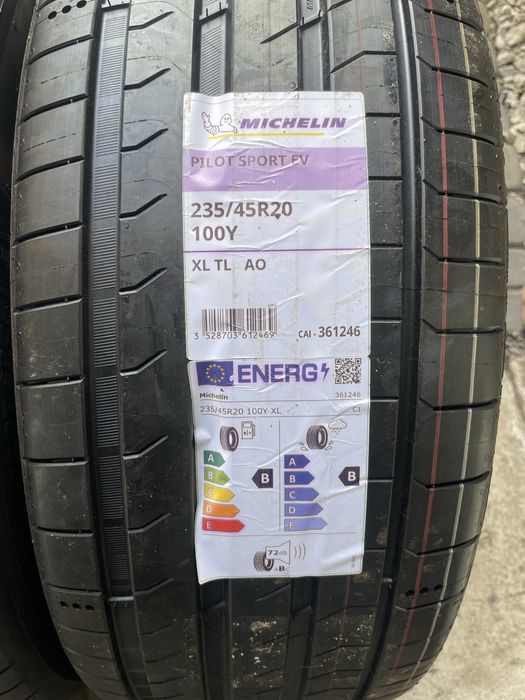 MICHELIN
PILOT SPORT EV
235/45R20
100Y
XL TL AO
3 528703 612469
CAI - 361246
ENERG
Michelin
361246
235/45R20 100Y XL
C1
A
B
C
D
E
B
A
B
C
D
E
B
72dB
AB